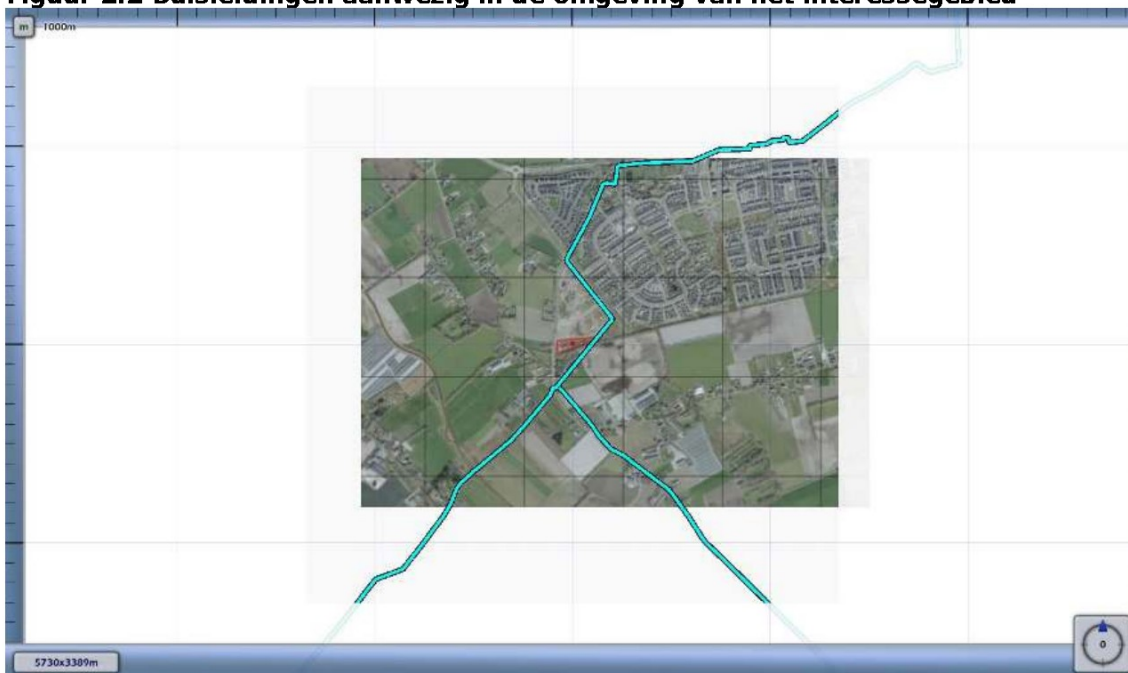 Figuur 2.2 Buisleidingen aanwezig in de omgeving van het interessegebied
m 1000m
0
5730x3389m